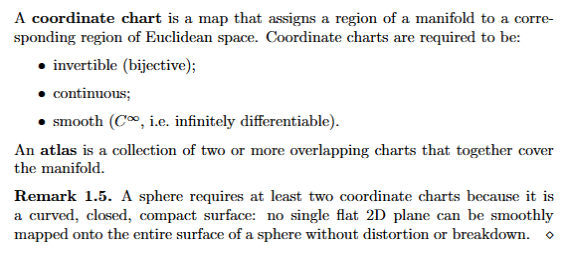 A coordinate chart is a map that assigns a region of a manifold to a corre-
sponding region of Euclidean space. Coordinate charts are required to be:
• invertible (bijective);
• continuous;
• smooth (C∞, i.e. infinitely differentiable).
An atlas is a collection of two or more overlapping charts that together cover
the manifold.
Remark 1.5. A sphere requires at least two coordinate charts because it is
a curved, closed, compact surface: no single flat 2D plane can be smoothly
mapped onto the entire surface of a sphere without distortion or breakdown. ⋄